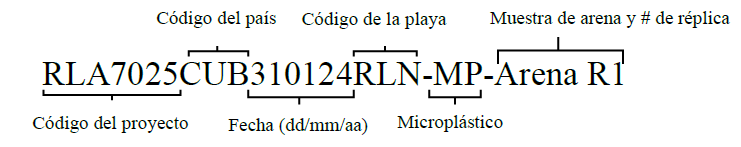 Código del país Código de la playa Muestra de arena y # de réplica
RLA7025CUB310124RLN-MP-Arena R1
Código del proyecto Fecha (dd/mm/aa) Microplástico